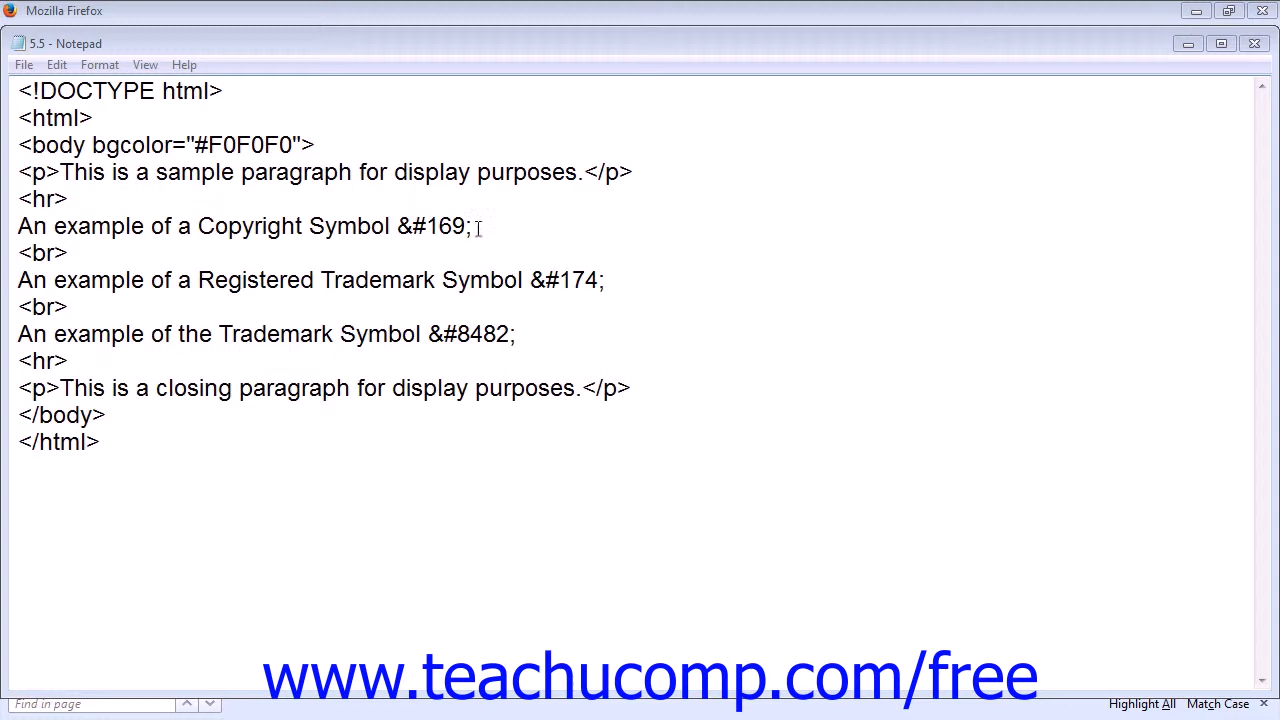 Mozilla Firefox
5.5 - Notepad
File Edit Format View Help
<!DOCTYPE html>
<html>
<body bgcolor="#F0F0F0">
<p>This is a sample paragraph for display purposes.</p>
<hr>
An example of a Copyright Symbol &#169;
<br>
An example of a Registered Trademark Symbol &#174;
<br>
An example of the Trademark Symbol &#8482;
<hr>
<p>This is a closing paragraph for display purposes.</p>
</body>
</html>
www.teachucomp.com/free
Find in page Highlight All Match Case